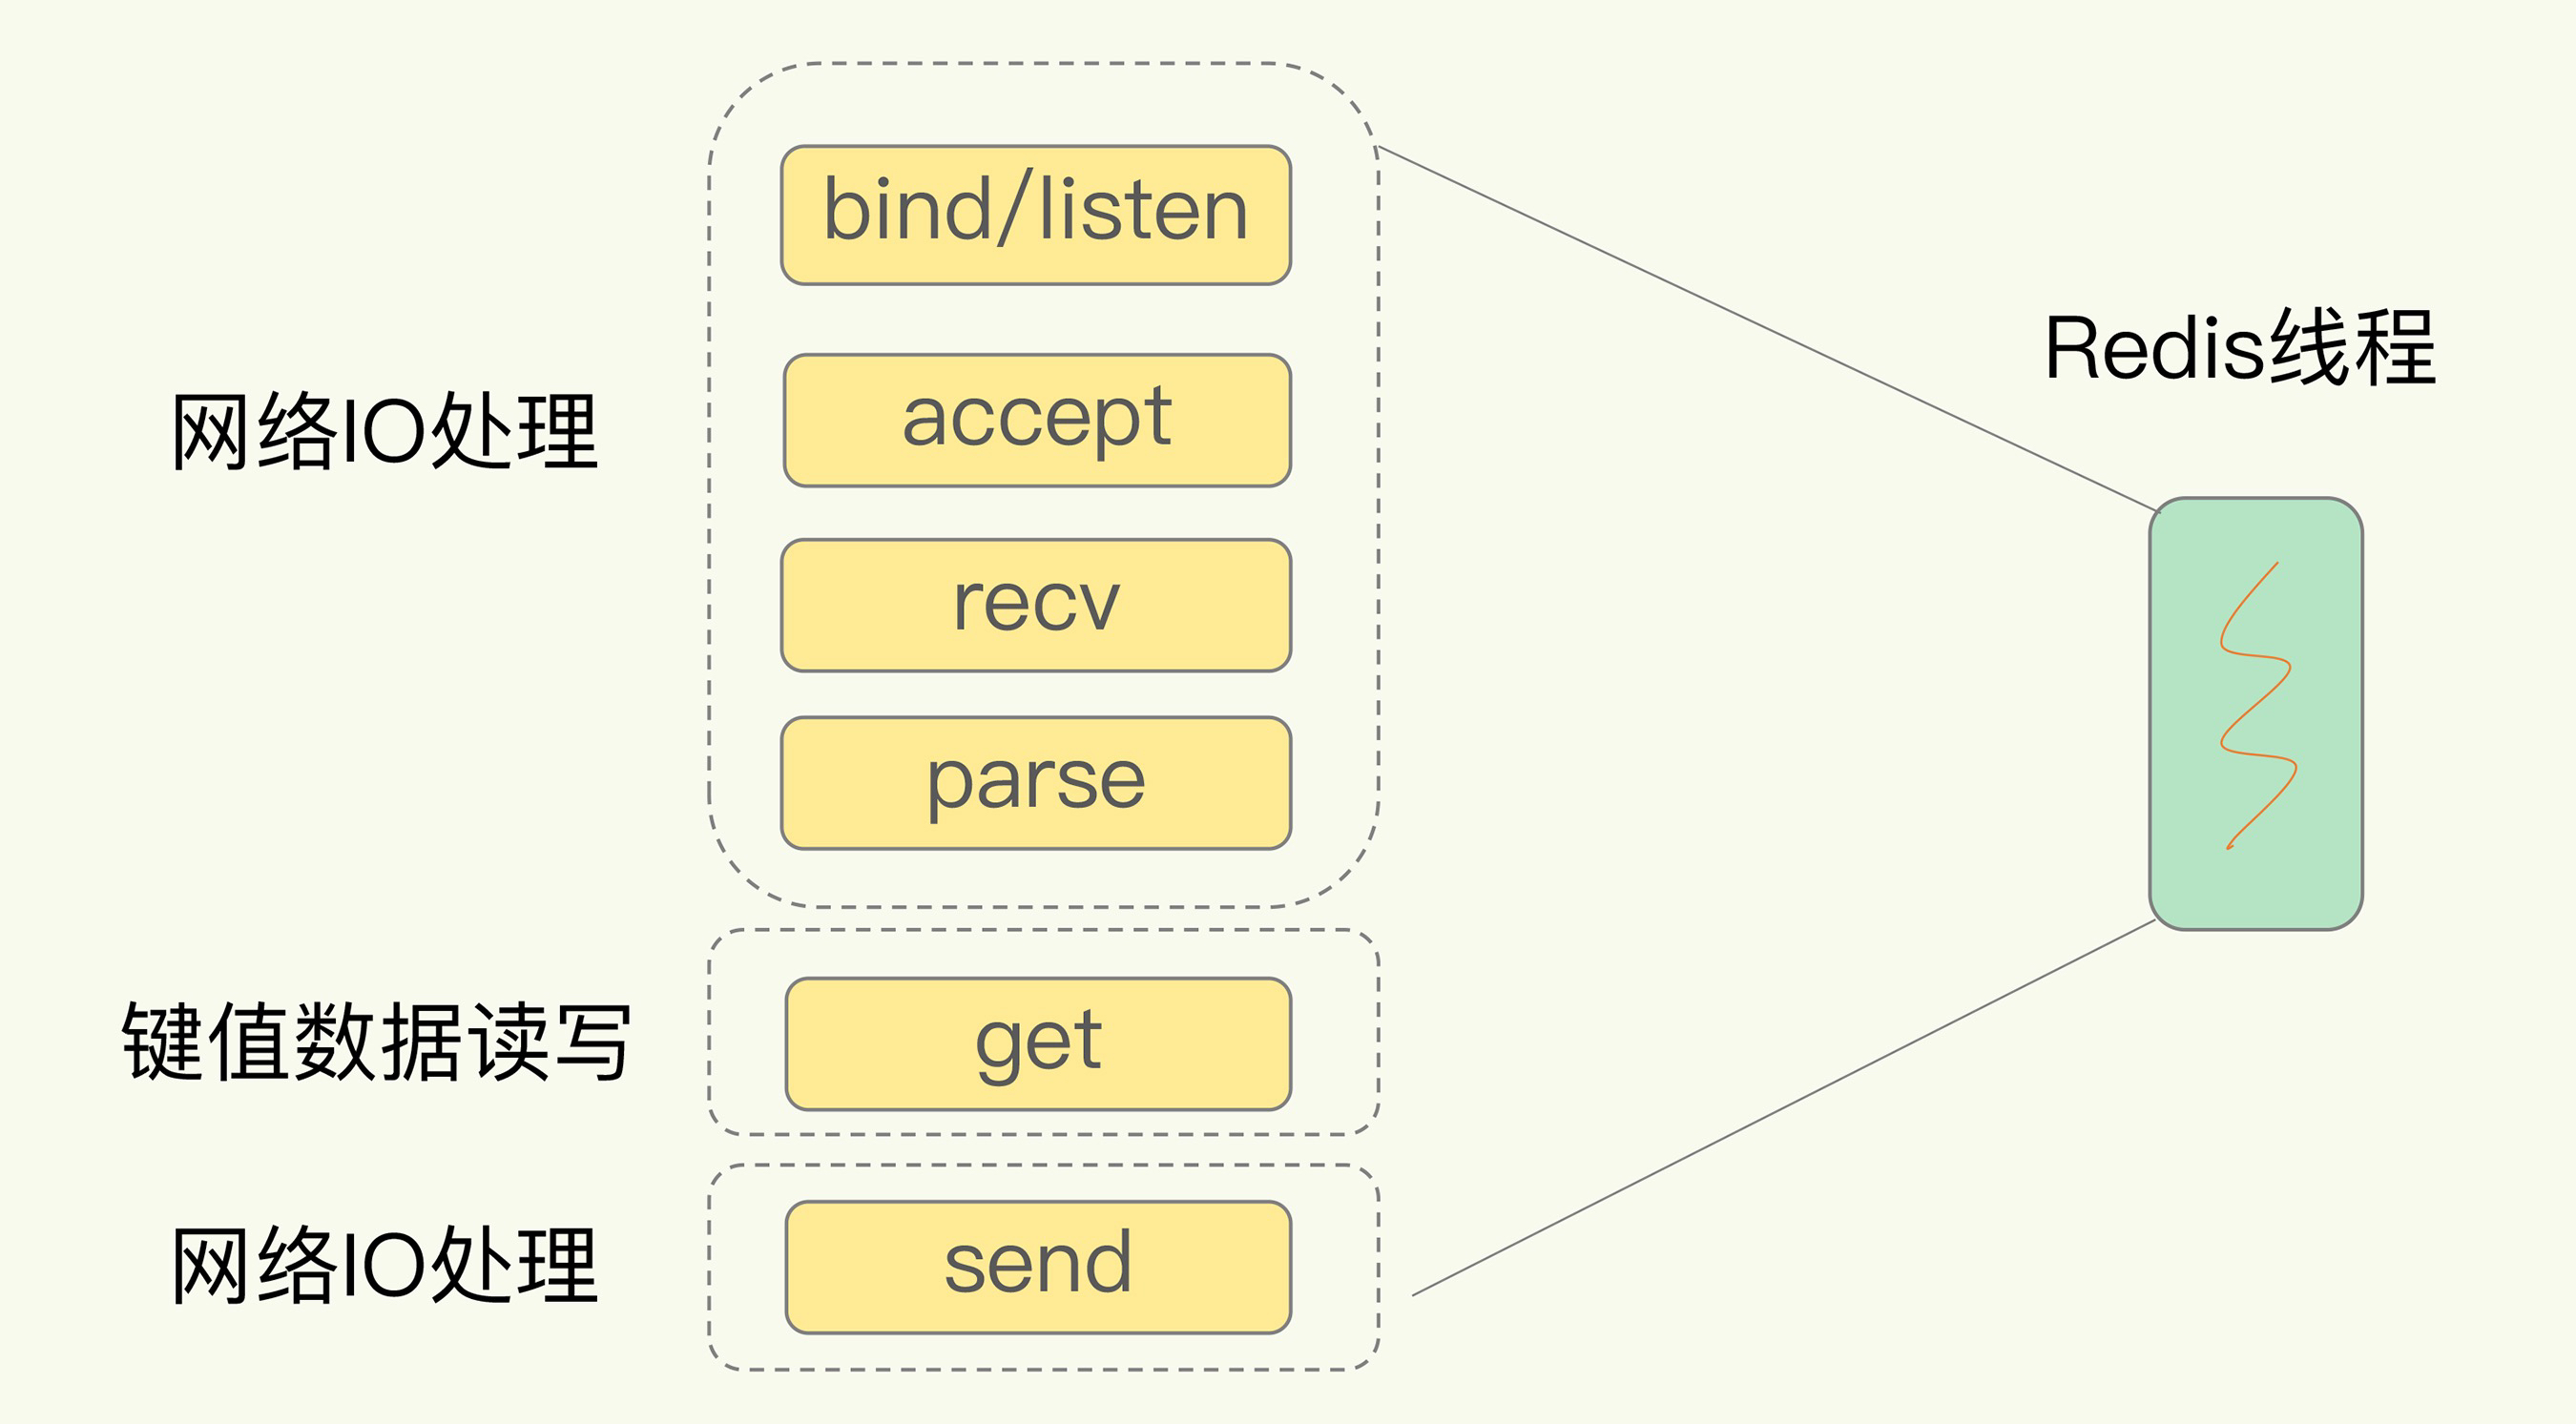 bind/listen
Redis线程
网络IO处理
accept
recv
parse
键值数据读写
get
网络IO处理
send